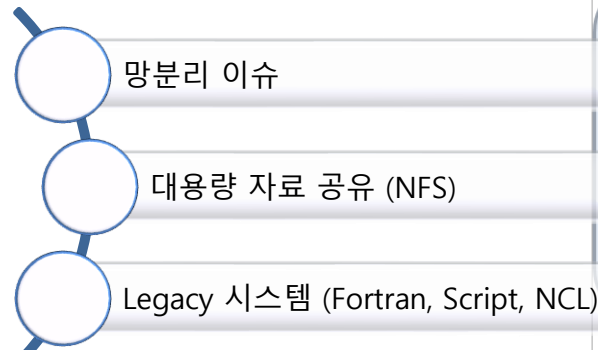 망분리 이슈
대용량 자료 공유 (NFS)
Legacy 시스템 (Fortran, Script, NCL)